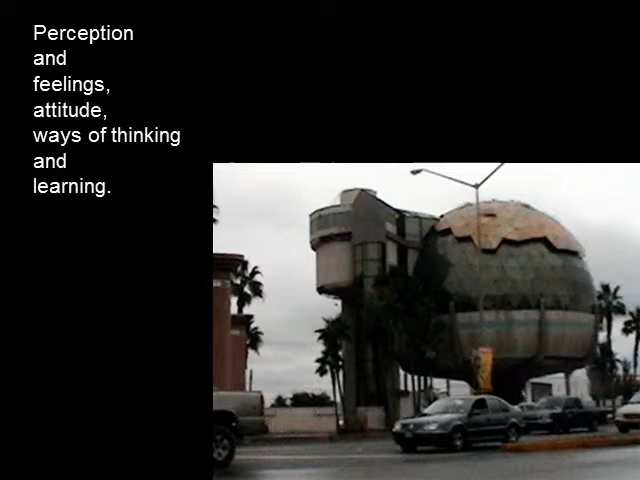 Perception
and
feelings,
attitude,
ways of thinking
and
learning.